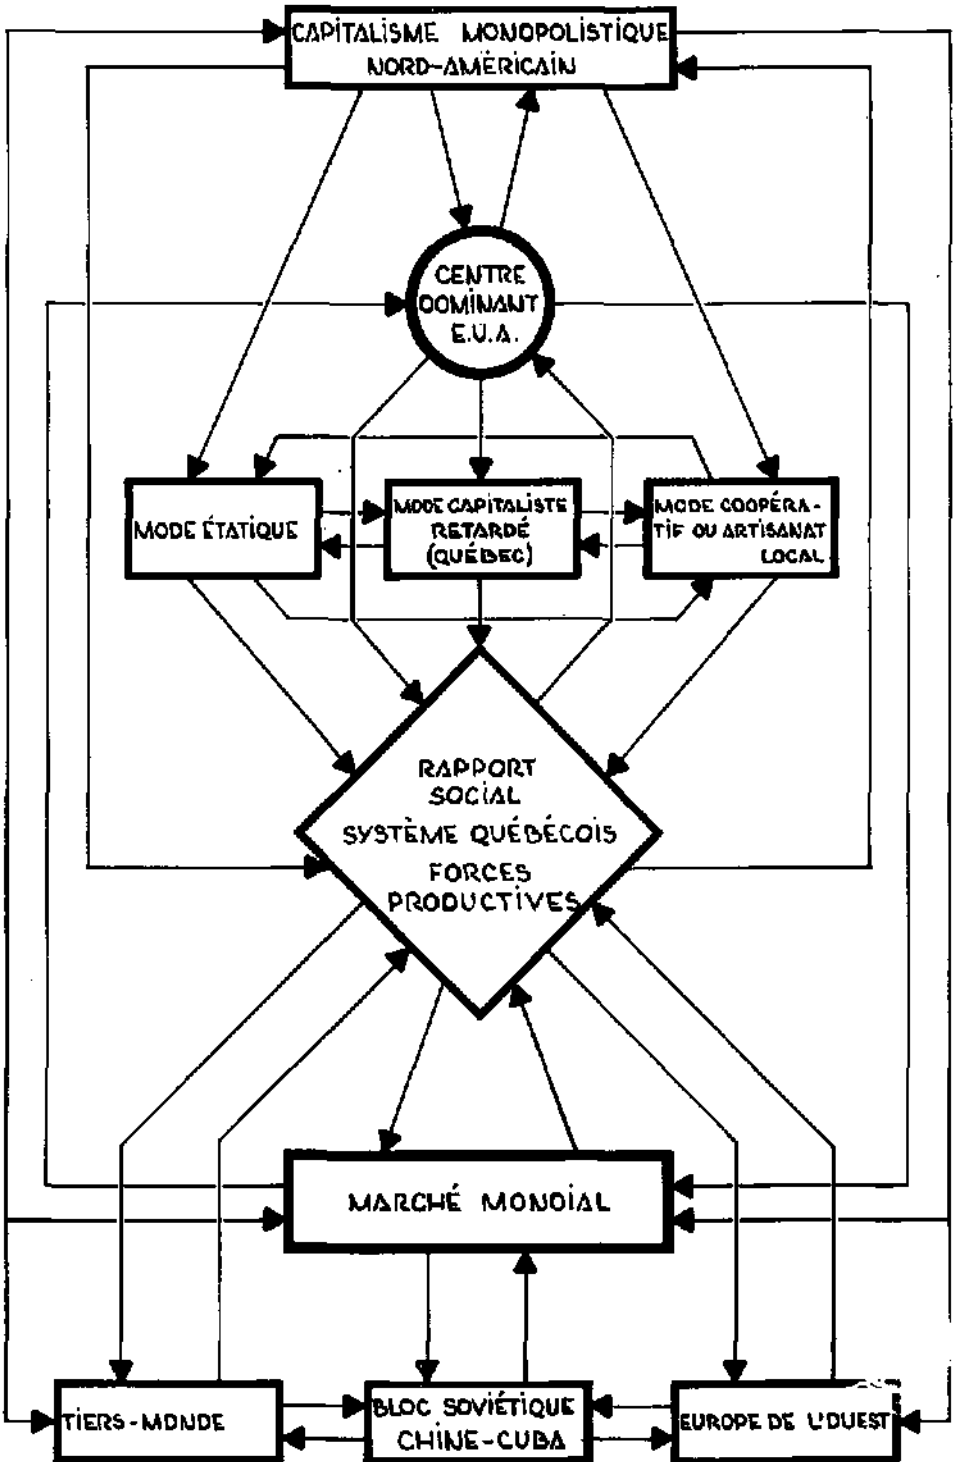 CAPITALISME MONOPOLISTIQUE
NORD-AMÉRICAIN
CENTRE
DOMINANT
E.U.A.
MODE ÉTATIQUE
MODE CAPITALISTE
RETARDÉ
(QUÉBEC)
MODE COOPÉRA-
TIF OU ARTISANAT
LOCAL
RAPPORT
SOCIAL
SYSTÈME QUÉBÉCOIS
FORCES
PRODUCTIVES
MARCHÉ MONDIAL
TIERS-MONDE
BLOC SOVIÉTIQUE
CHINE-CUBA
EUROPE DE L'OUEST